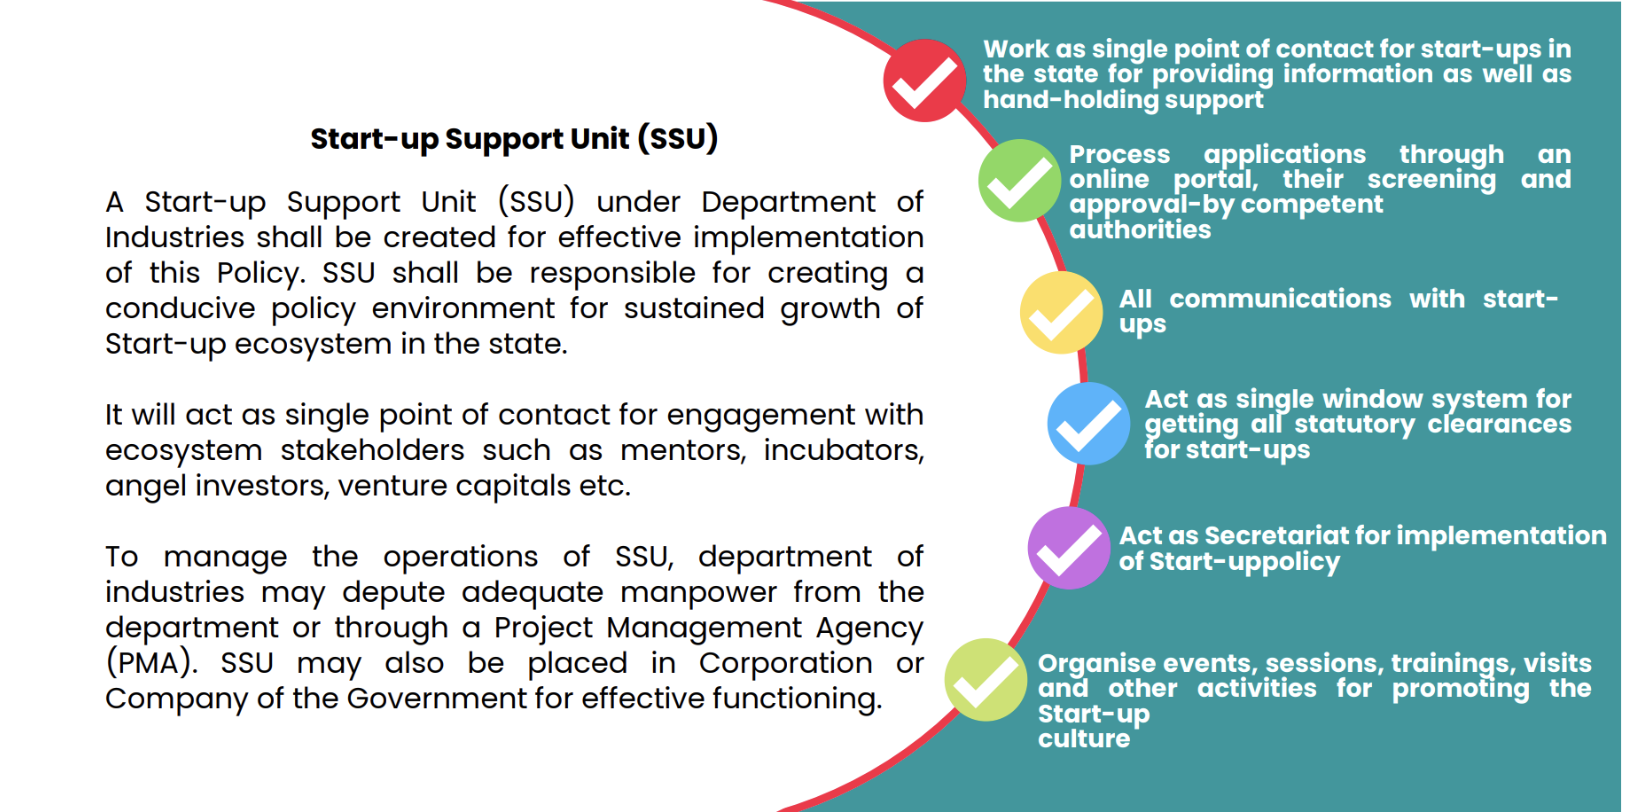 Start-up Support Unit (SSU)
A Start-up Support Unit (SSU) under Department of
Industries shall be created for effective implementation
of this Policy. SSU shall be responsible for creating a
conducive policy environment for sustained growth of
Start-up ecosystem in the state.
It will act as single point of contact for engagement with
ecosystem stakeholders such as mentors, incubators,
angel investors, venture capitals etc.
To manage the operations of SSU, department of
industries may depute adequate manpower from the
department or through a Project Management Agency
(PMA). SSU may also be placed in Corporation or
Company of the Government for effective functioning.
Work as single point of contact for start-ups in
the state for providing information as well as
hand-holding support
Process applications through an
online portal, their screening and
approval-by competent
authorities
All communications with start-
ups
Act as single window system for
getting all statutory clearances
for start-ups
Act as Secretariat for implementation
of Start-uppolicy
Organise events, sessions, trainings, visits
and other activities for promoting the
Start-up
culture